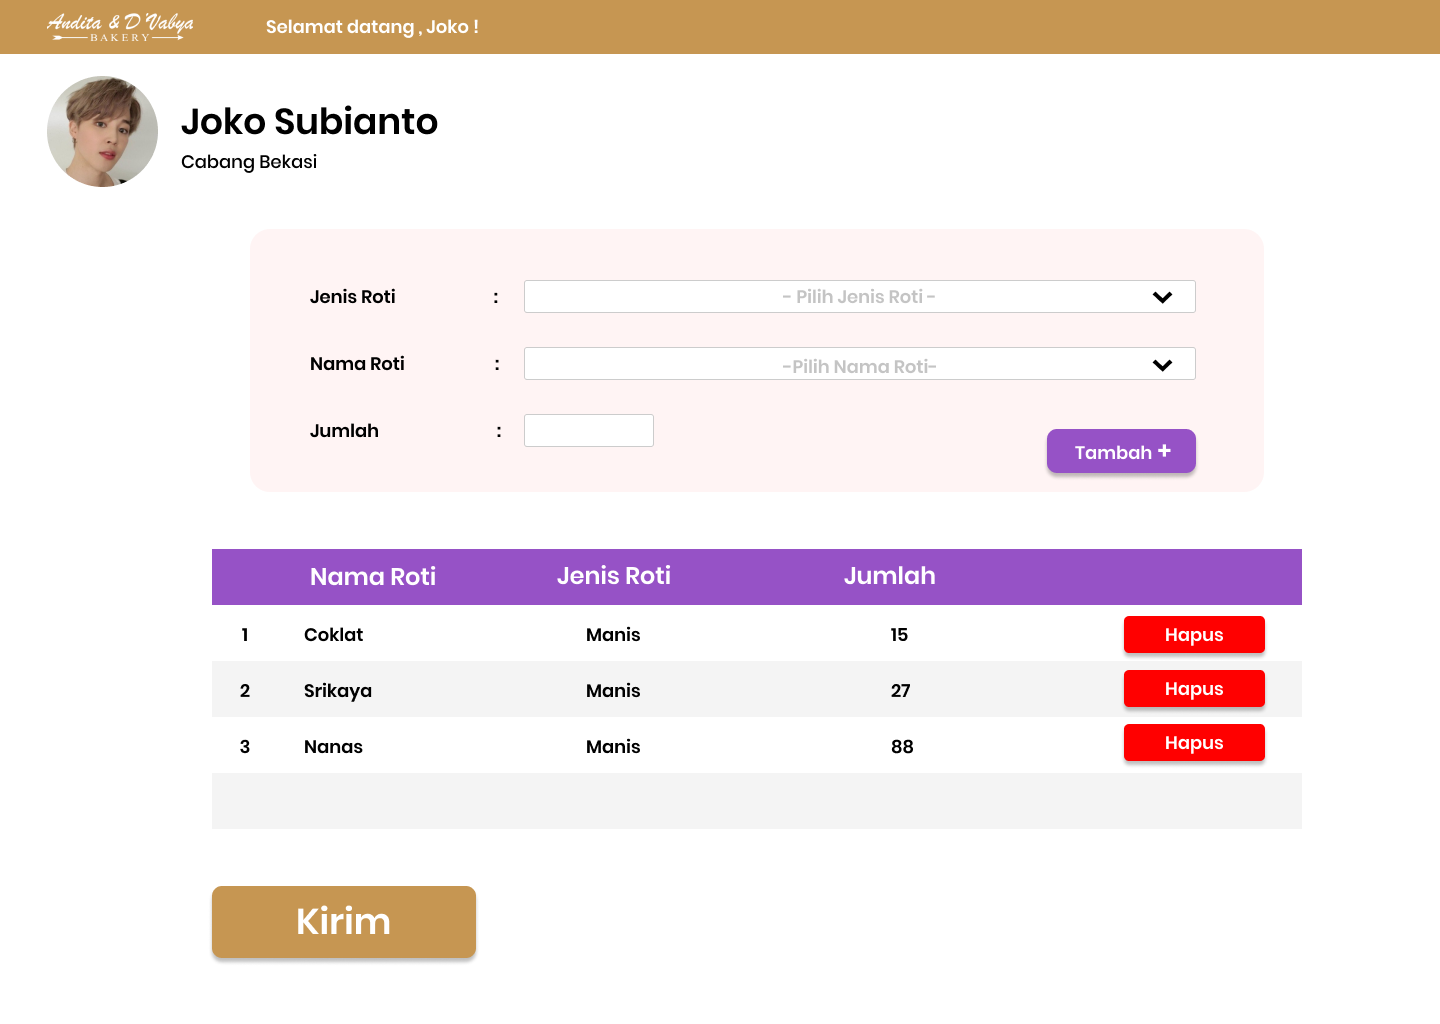 Andita & D'Vabya
BAKERY
Selamat datang , Joko !
Joko Subianto
Cabang Bekasi
Jenis Roti : - Pilih Jenis Roti -
Nama Roti : -Pilih Nama Roti-
Jumlah :
Tambah +
Nama Roti Jenis Roti Jumlah
1 Coklat Manis 15 Hapus
2 Srikaya Manis 27 Hapus
3 Nanas Manis 88 Hapus
Kirim